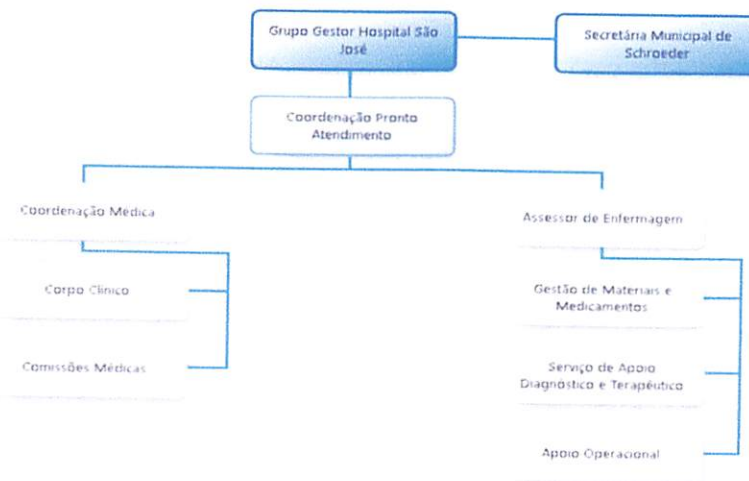 Grupo Gestor Hospital São
José
Secretária Municipal de
Schroeder
Coordenação Pronto
Atendimento
Coordenação Médica
Assessor de Enfermagem
Corpo Clínico
Gestão de Materiais e
Medicamentos
Comissões Médicas
Serviço de Apoio
Diagnóstico e Terapêutico
Apoio Operacional